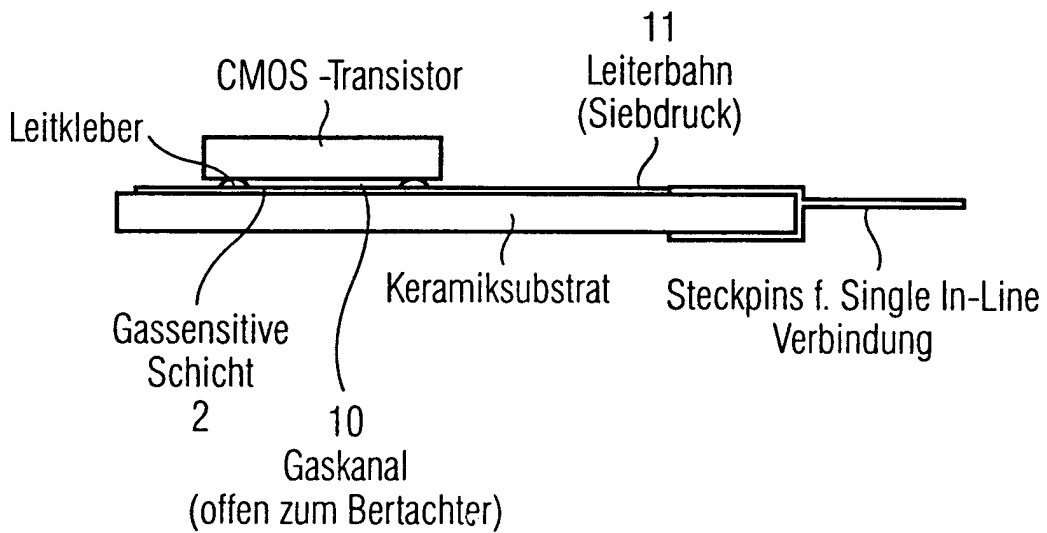 11
Leiterbahn
(Siebdruck)
CMOS -Transistor
Leitkleber
Keramiksubstrat
Steckpins f. Single In-Line
Verbindung
Gassensitive
Schicht
2
10
Gaskanal
(offen zum Bertachter)